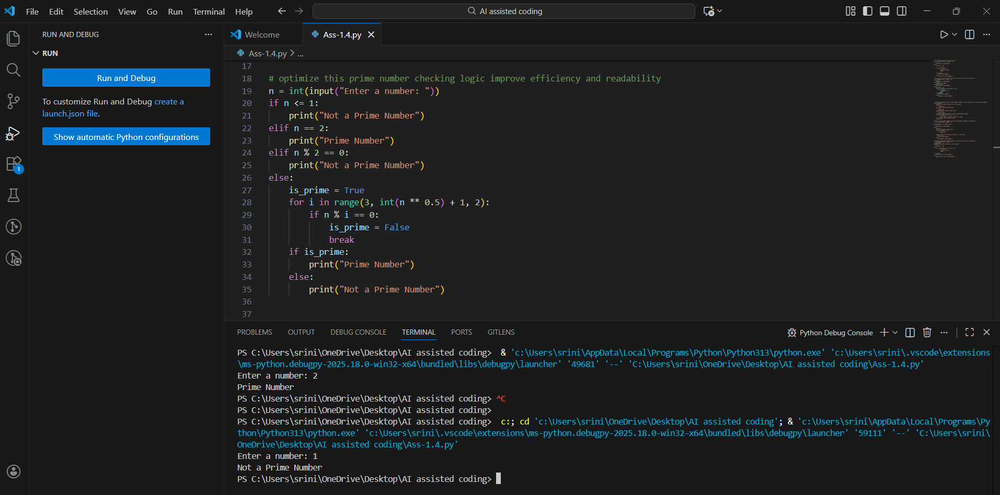 File Edit Selection View Go Run Terminal Help
AI assisted coding
RUN AND DEBUG
RUN
Run and Debug
To customize Run and Debug create a
launch.json file.
Show automatic Python configurations
1
Welcome
Ass-1.4.py
Ass-1.4.py > ...
17
18 # optimize this prime number checking logic improve efficiency and readability
19 n = int(input("Enter a number: "))
20 if n <= 1:
21     print("Not a Prime Number")
22 elif n == 2:
23     print("Prime Number")
24 elif n % 2 == 0:
25     print("Not a Prime Number")
26 else:
27     is_prime = True
28     for i in range(3, int(n ** 0.5) + 1, 2):
29         if n % i == 0:
30             is_prime = False
31             break
32     if is_prime:
33         print("Prime Number")
34     else:
35         print("Not a Prime Number")
36
37
PROBLEMS OUTPUT DEBUG CONSOLE TERMINAL PORTS GITLENS
Python Debug Console
PS C:\Users\srini\OneDrive\Desktop\AI assisted coding>  & 'c:\Users\srini\AppData\Local\Programs\Python\Python313\python.exe' 'c:\Users\srini\.vscode\extensions
\ms-python.debugpy-2025.18.0-win32-x64\bundled\libs\debugpy\launcher' '49681' '--' 'C:\Users\srini\OneDrive\Desktop\AI assisted coding\Ass-1.4.py'
Enter a number: 2
Prime Number
PS C:\Users\srini\OneDrive\Desktop\AI assisted coding> ^C
PS C:\Users\srini\OneDrive\Desktop\AI assisted coding>
PS C:\Users\srini\OneDrive\Desktop\AI assisted coding>  c:; cd 'c:\Users\srini\OneDrive\Desktop\AI assisted coding'; & 'c:\Users\srini\AppData\Local\Programs\Py
thon\Python313\python.exe' 'c:\Users\srini\.vscode\extensions\ms-python.debugpy-2025.18.0-win32-x64\bundled\libs\debugpy\launcher' '59111' '--' 'C:\Users\srini\
OneDrive\Desktop\AI assisted coding\Ass-1.4.py'
Enter a number: 1
Not a Prime Number
PS C:\Users\srini\OneDrive\Desktop\AI assisted coding>